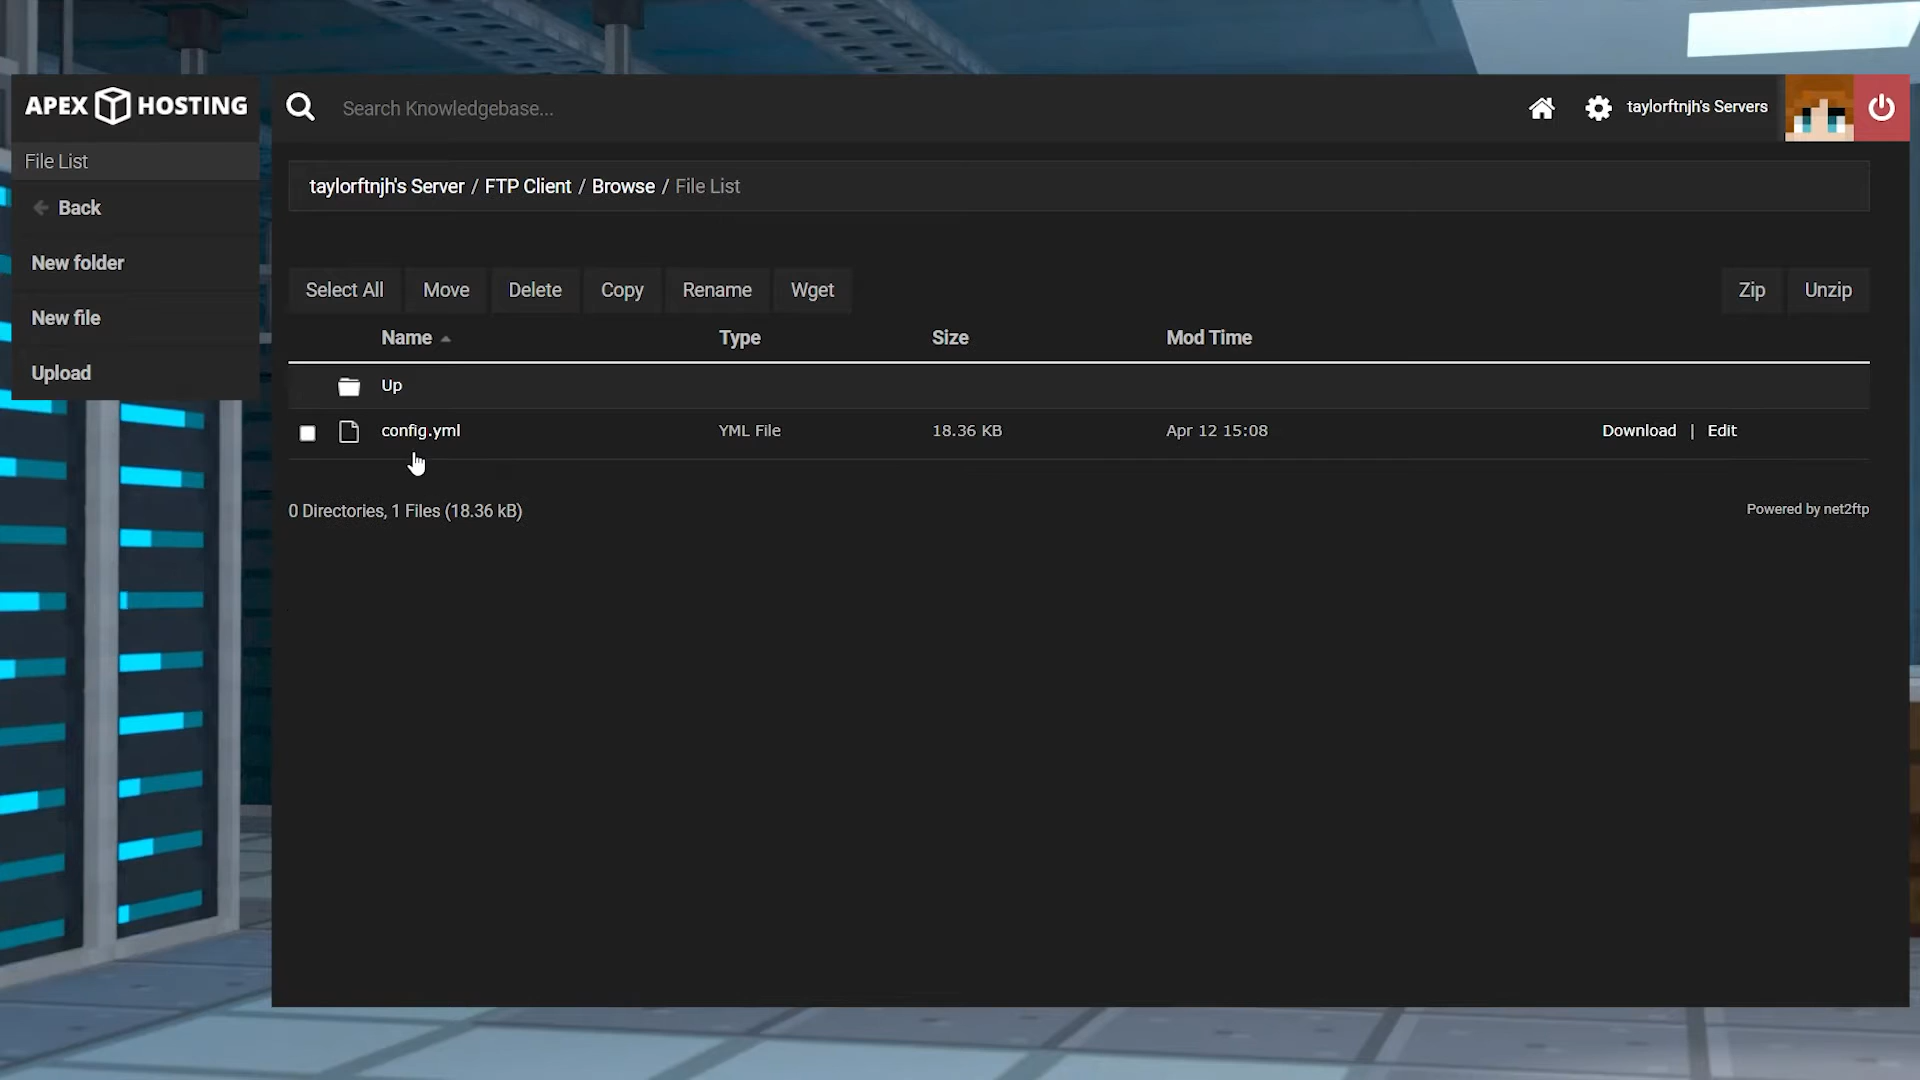 APEX HOSTING
Search Knowledgebase...
taylorftnjh's Servers
File List
Back
New folder
New file
Upload
taylorftnjh's Server / FTP Client / Browse / File List
Select All Move Delete Copy Rename Wget Zip Unzip
Name Type Size Mod Time
Up
config.yml YML File 18.36 KB Apr 12 15:08 Download | Edit
0 Directories, 1 Files (18.36 kB)
Powered by net2ftp